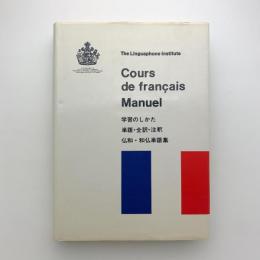 The Linguaphone Institute
Cours
de français
Manuel
学習のしかた
単語・全訳・注釈
仏和・和仏単語集